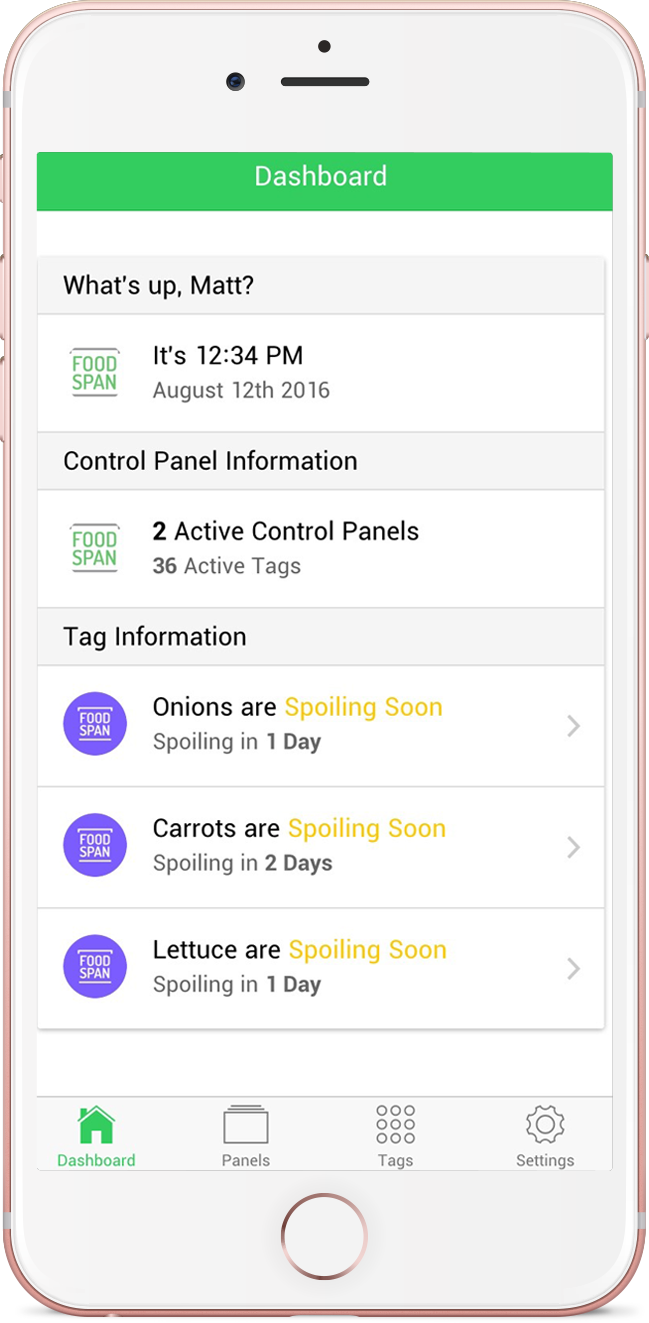 Dashboard
What's up, Matt?
FOOD
SPAN
It's 12:34 PM
August 12th 2016
Control Panel Information
FOOD
SPAN
2 Active Control Panels
36 Active Tags
Tag Information
FOOD
SPAN
Onions are Spoiling Soon
Spoiling in 1 Day
FOOD
SPAN
Carrots are Spoiling Soon
Spoiling in 2 Days
FOOD
SPAN
Lettuce are Spoiling Soon
Spoiling in 1 Day
Dashboard
Panels
Tags
Settings